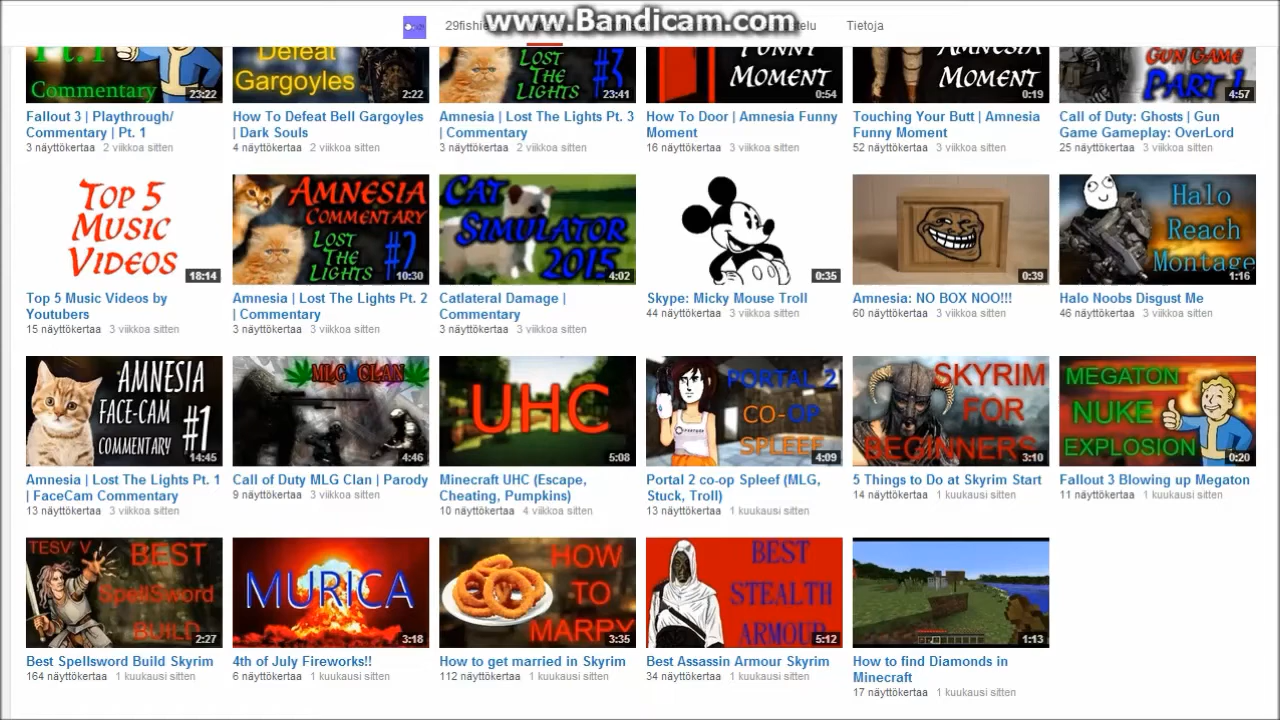 www.Bandicam.com
29fishie
telu
Tietoja
Pt.1
Commentary
23:22
Defeat
Gargoyles
2:22
LOST
THE
LIGHTS
#3
23:41
FUNNY
MOMENT
0:54
AMNESIA
MOMENT
0:19
GUN GAME
PART 1
4:57
Fallout 3 | Playthrough/
Commentary | Pt. 1
3 näyttökertaa 2 viikkoa sitten
How To Defeat Bell Gargoyles
| Dark Souls
4 näyttökertaa 2 viikkoa sitten
Amnesia | Lost The Lights Pt. 3
| Commentary
3 näyttökertaa 2 viikkoa sitten
How To Door | Amnesia Funny
Moment
16 näyttökertaa 3 viikkoa sitten
Touching Your Butt | Amnesia
Funny Moment
52 näyttökertaa 3 viikkoa sitten
Call of Duty: Ghosts | Gun
Game Gameplay: OverLord
25 näyttökertaa 3 viikkoa sitten
TOP 5
MUSIC
VIDEOS
18:14
AMNESIA
COMMENTARY
LOST
THE
LIGHTS
#2
10:30
CAT
SIMULATOR
2015
4:02
0:35
0:39
Halo
Reach
Montage
1:16
Top 5 Music Videos by
Youtubers
15 näyttökertaa 3 viikkoa sitten
Amnesia | Lost The Lights Pt. 2
| Commentary
3 näyttökertaa 3 viikkoa sitten
Catlateral Damage |
Commentary
3 näyttökertaa 3 viikkoa sitten
Skype: Micky Mouse Troll
44 näyttökertaa 3 viikkoa sitten
Amnesia: NO BOX NOO!!!
60 näyttökertaa 3 viikkoa sitten
Halo Noobs Disgust Me
46 näyttökertaa 3 viikkoa sitten
AMNESIA
FACE-CAM
COMMENTARY
#1
14:45
MLG CLAN
4:46
UHC
5:08
PORTAL 2
CO-OP
SPLEEF
4:09
SKYRIM
FOR
BEGINNERS
3:10
MEGATON
NUKE
EXPLOSION
0:20
Amnesia | Lost The Lights Pt. 1
| FaceCam Commentary
13 näyttökertaa 3 viikkoa sitten
Call of Duty MLG Clan | Parody
9 näyttökertaa 3 viikkoa sitten
Minecraft UHC (Escape,
Cheating, Pumpkins)
10 näyttökertaa 4 viikkoa sitten
Portal 2 co-op Spleef (MLG,
Stuck, Troll)
13 näyttökertaa 1 kuukausi sitten
5 Things to Do at Skyrim Start
14 näyttökertaa 1 kuukausi sitten
Fallout 3 Blowing up Megaton
11 näyttökertaa 1 kuukausi sitten
TESV V
BEST
SpellSword
BUILD
2:27
MURICA
3:18
HOW
TO
MARRY
3:35
BEST
STEALTH
ARMOUR
5:12
1:13
Best Spellsword Build Skyrim
164 näyttökertaa 1 kuukausi sitten
4th of July Fireworks!!
6 näyttökertaa 1 kuukausi sitten
How to get married in Skyrim
112 näyttökertaa 1 kuukausi sitten
Best Assassin Armour Skyrim
34 näyttökertaa 1 kuukausi sitten
How to find Diamonds in
Minecraft
17 näyttökertaa 1 kuukausi sitten